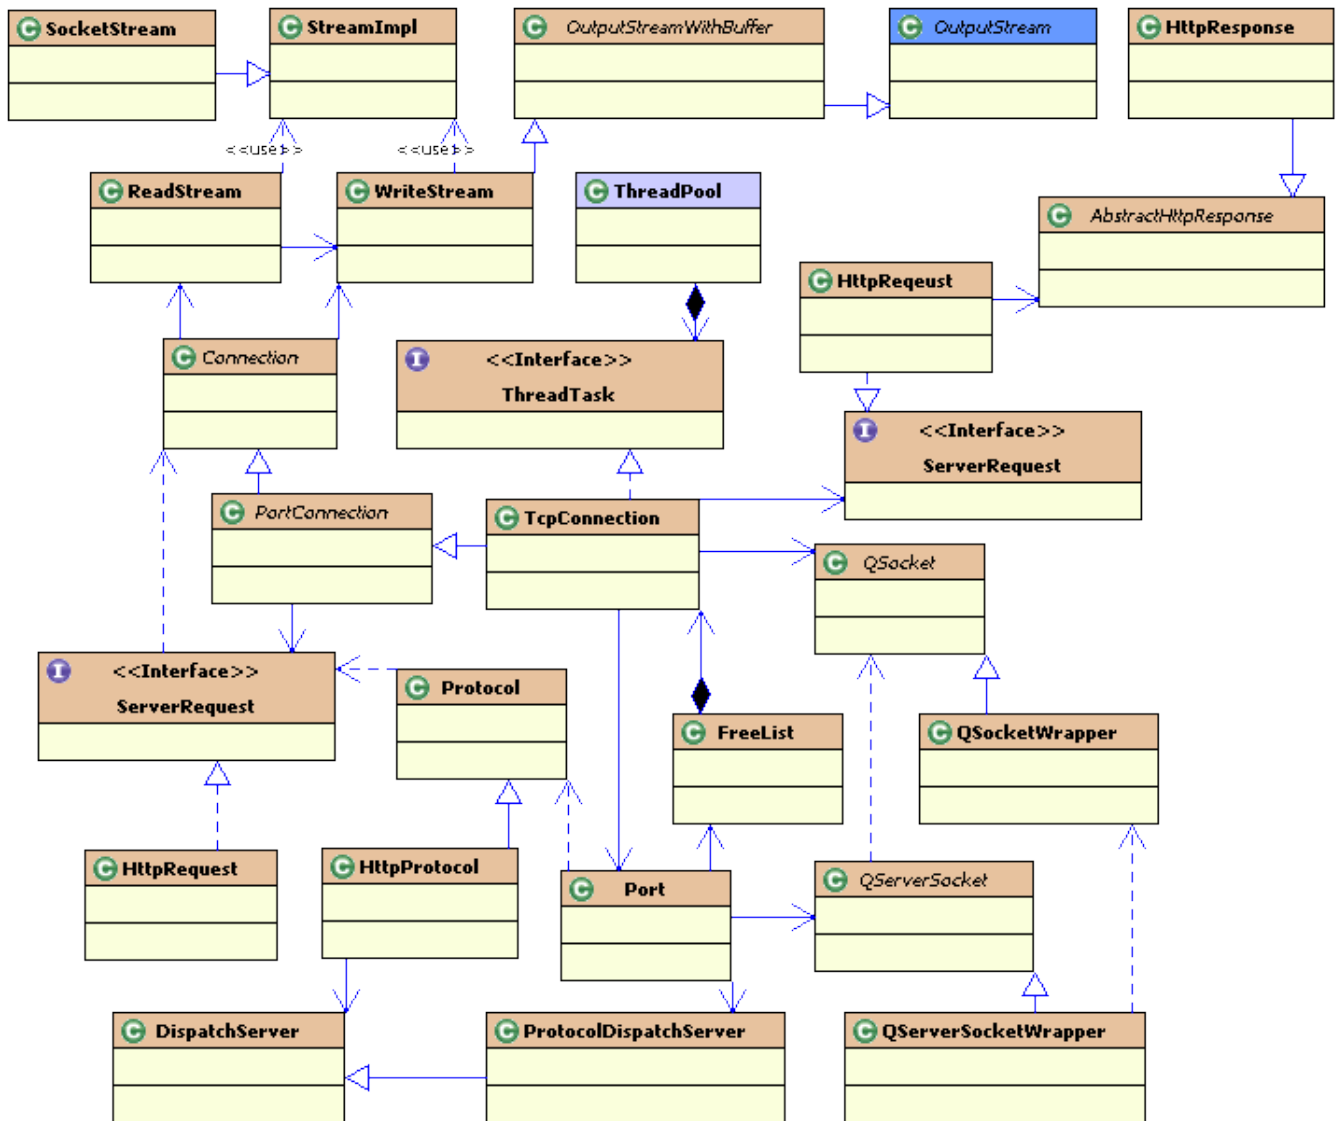 SocketStream
StreamImpl
OutputStreamWithBuffer
OutputStream
HttpResponse
<<use>>
<<use>>
ReadStream
WriteStream
ThreadPool
AbstractHttpResponse
HttpReqeust
Connection
<<Interface>>
ThreadTask
<<Interface>>
ServerRequest
PortConnection
TcpConnection
QSocket
<<Interface>>
ServerRequest
Protocol
FreeList
QSocketWrapper
HttpRequest
HttpProtocol
Port
QServerSocket
DispatchServer
ProtocolDispatchServer
QServerSocketWrapper